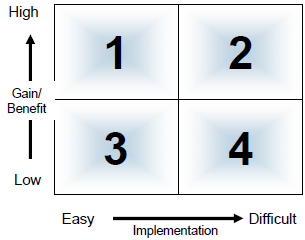 High
1 2
Gain/
Benefit
3 4
Low
Easy Difficult
Implementation